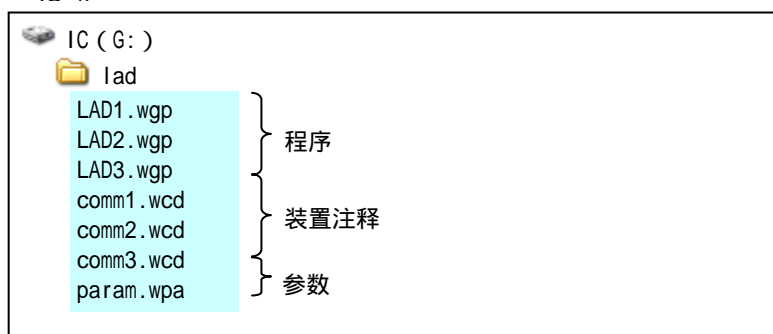 IC(G:)
lad
LAD1.wgp
LAD2.wgp
LAD3.wgp
程序
comm1.wcd
comm2.wcd
comm3.wcd
装置注释
param.wpa
参数